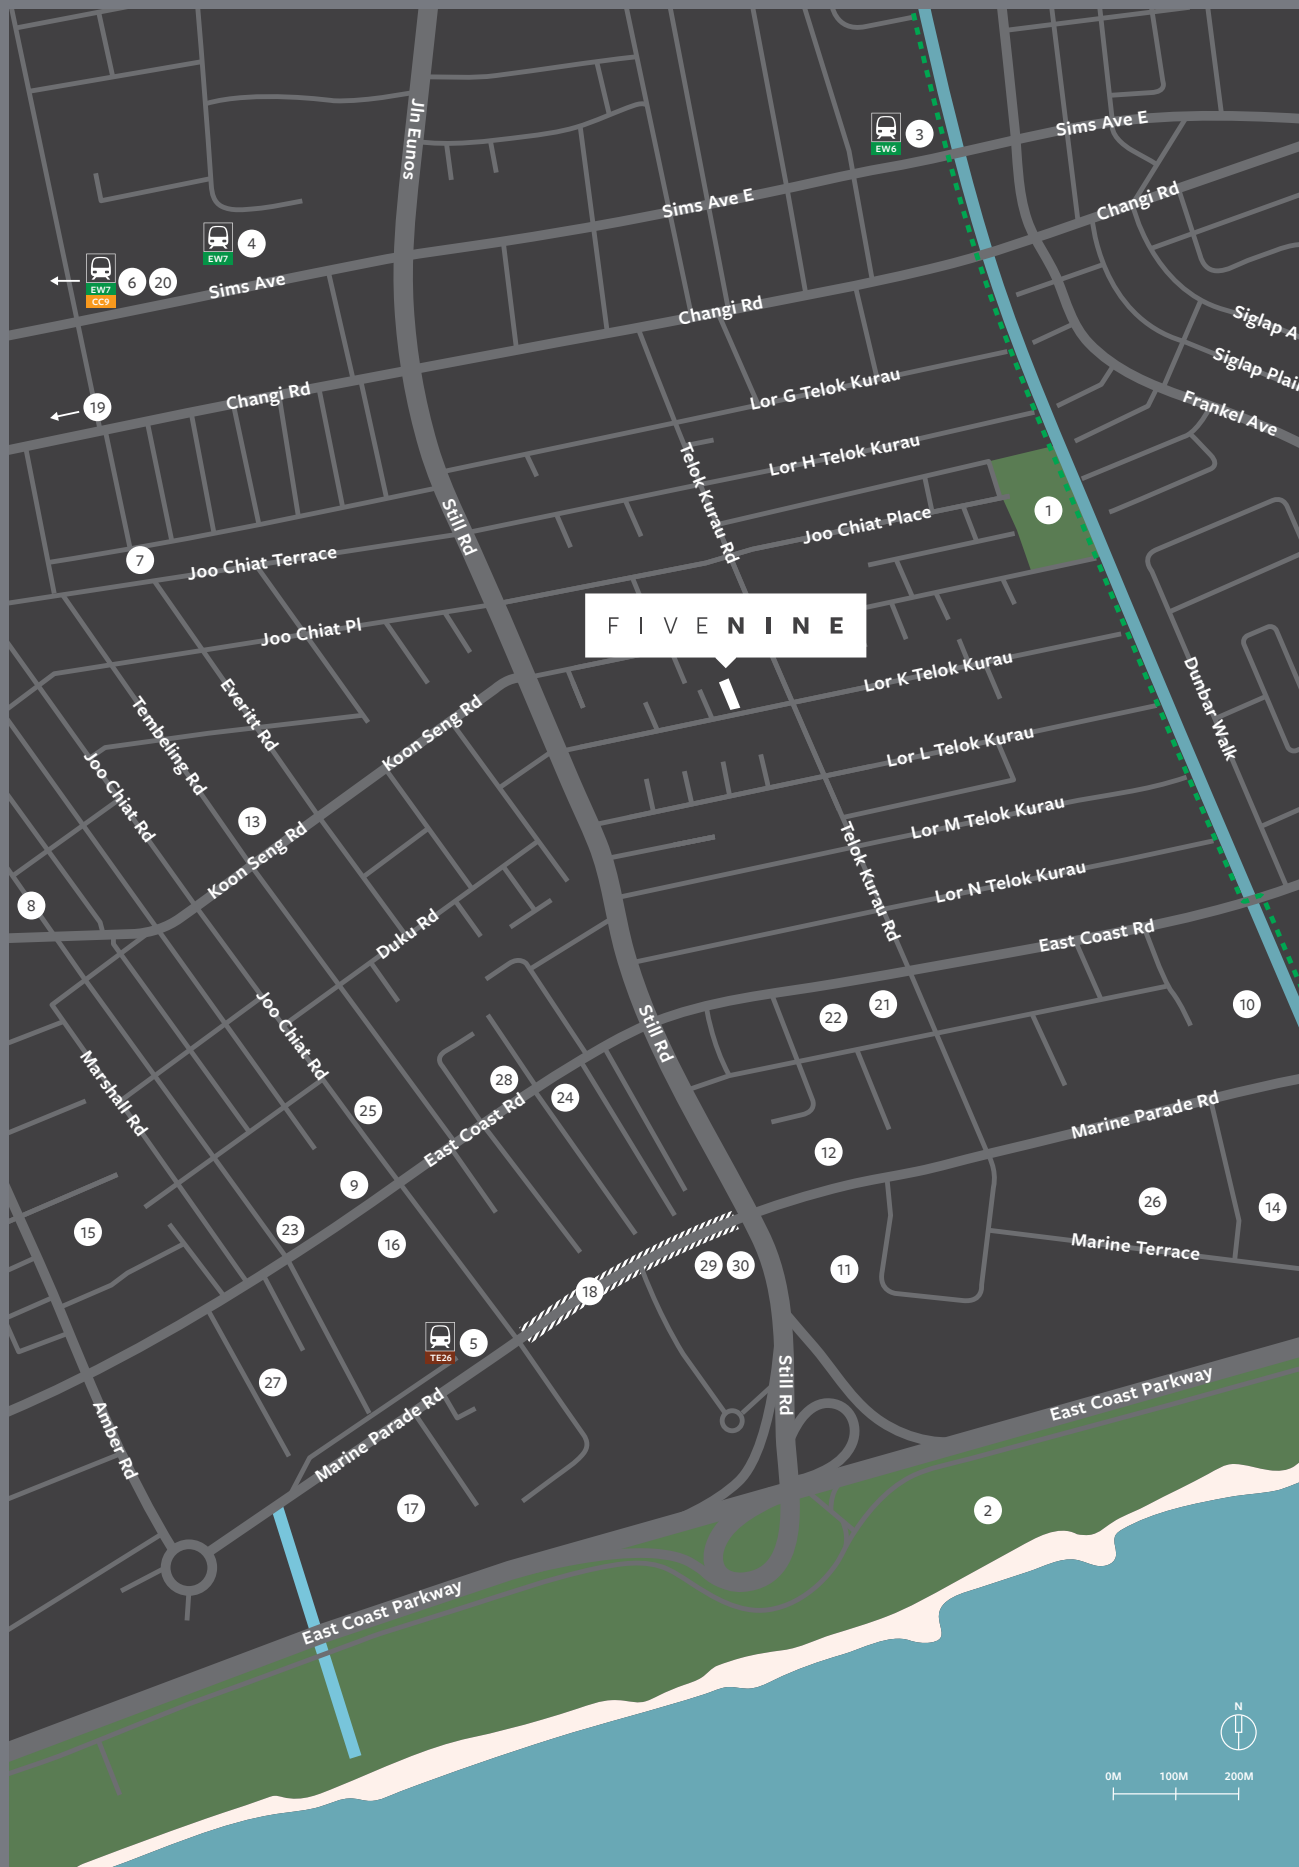 Jln Eunos
Sims Ave E
EW6
3
Sims Ave E
Changi Rd
EW7
4
EW7
CC9
6
20
Sims Ave
Changi Rd
Siglap A
Siglap Plai
19
Changi Rd
Lor G Telok Kurau
Frankel Ave
Lor H Telok Kurau
Telok Kurau Rd
Still Rd
1
Joo Chiat Place
7
Joo Chiat Terrace
FIVENINE
Joo Chiat Pl
Lor K Telok Kurau
Dunbar Walk
Everitt Rd
Tembeling Rd
Koon Seng Rd
Lor L Telok Kurau
Joo Chiat Rd
13
Koon Seng Rd
Lor M Telok Kurau
Telok Kurau Rd
Lor N Telok Kurau
8
Duku Rd
East Coast Rd
Joo Chiat Rd
Still Rd
22
21
10
Marshall Rd
28
24
25
East Coast Rd
Marine Parade Rd
12
9
26
14
15
23
16
Marine Terrace
29
30
11
18
TE26
5
Still Rd
27
Amber Rd
Marine Parade Rd
East Coast Parkway
17
2
East Coast Parkway
N
0M 100M 200M